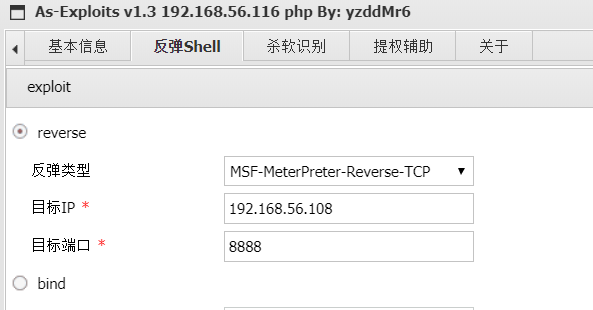 As-Exploits v1.3 192.168.56.116 php By: yzddMr6
基本信息 反弹Shell 杀软识别 提权辅助 关于
exploit
reverse
反弹类型 MSF-MeterPreter-Reverse-TCP
目标IP * 192.168.56.108
目标端口 * 8888
bind